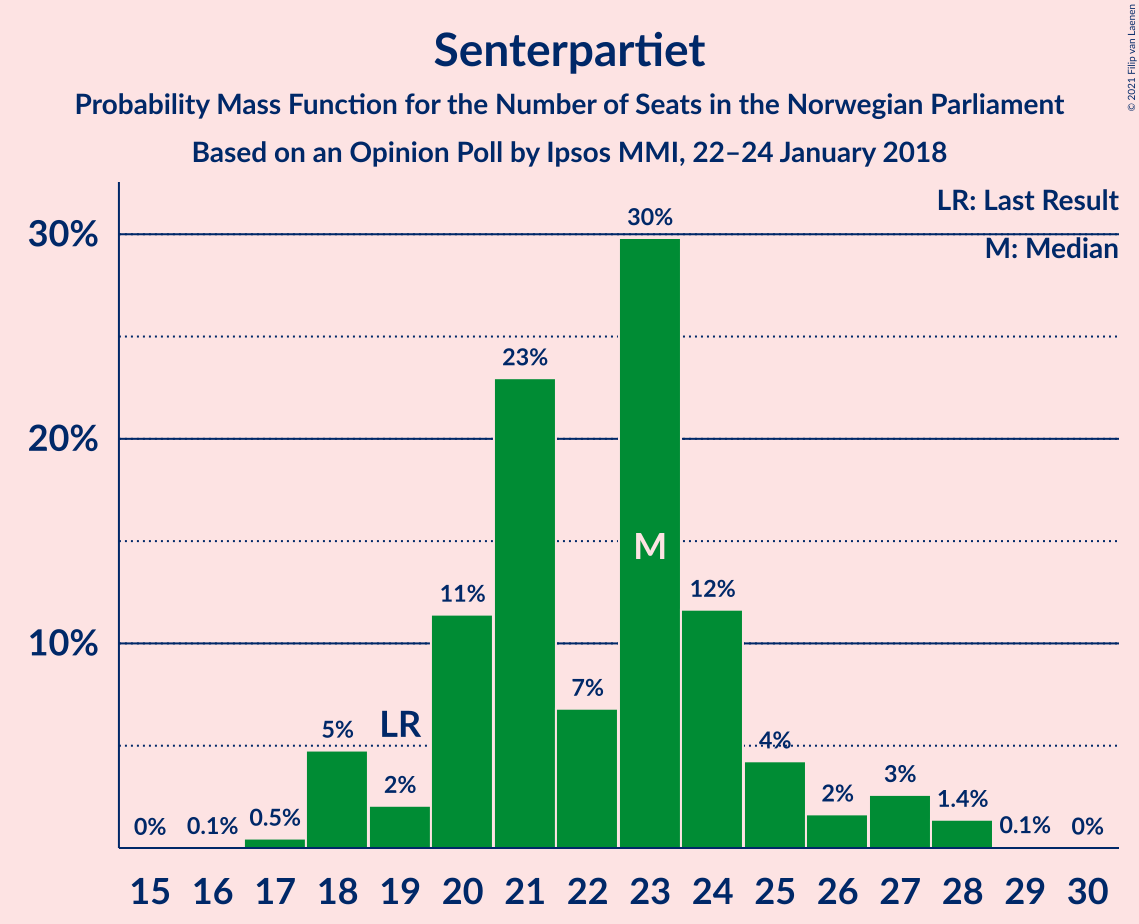 Senterpartiet
Probability Mass Function for the Number of Seats in the Norwegian Parliament
Based on an Opinion Poll by Ipsos MMI, 22–24 January 2018
© 2021 Filip van Laenen
LR: Last Result
M: Median
30%
20%
10%
0%
0.1%
0.5%
5%
LR
2%
11%
23%
7%
30%
M
12%
4%
2%
3%
1.4%
0.1%
0%
15 16 17 18 19 20 21 22 23 24 25 26 27 28 29 30